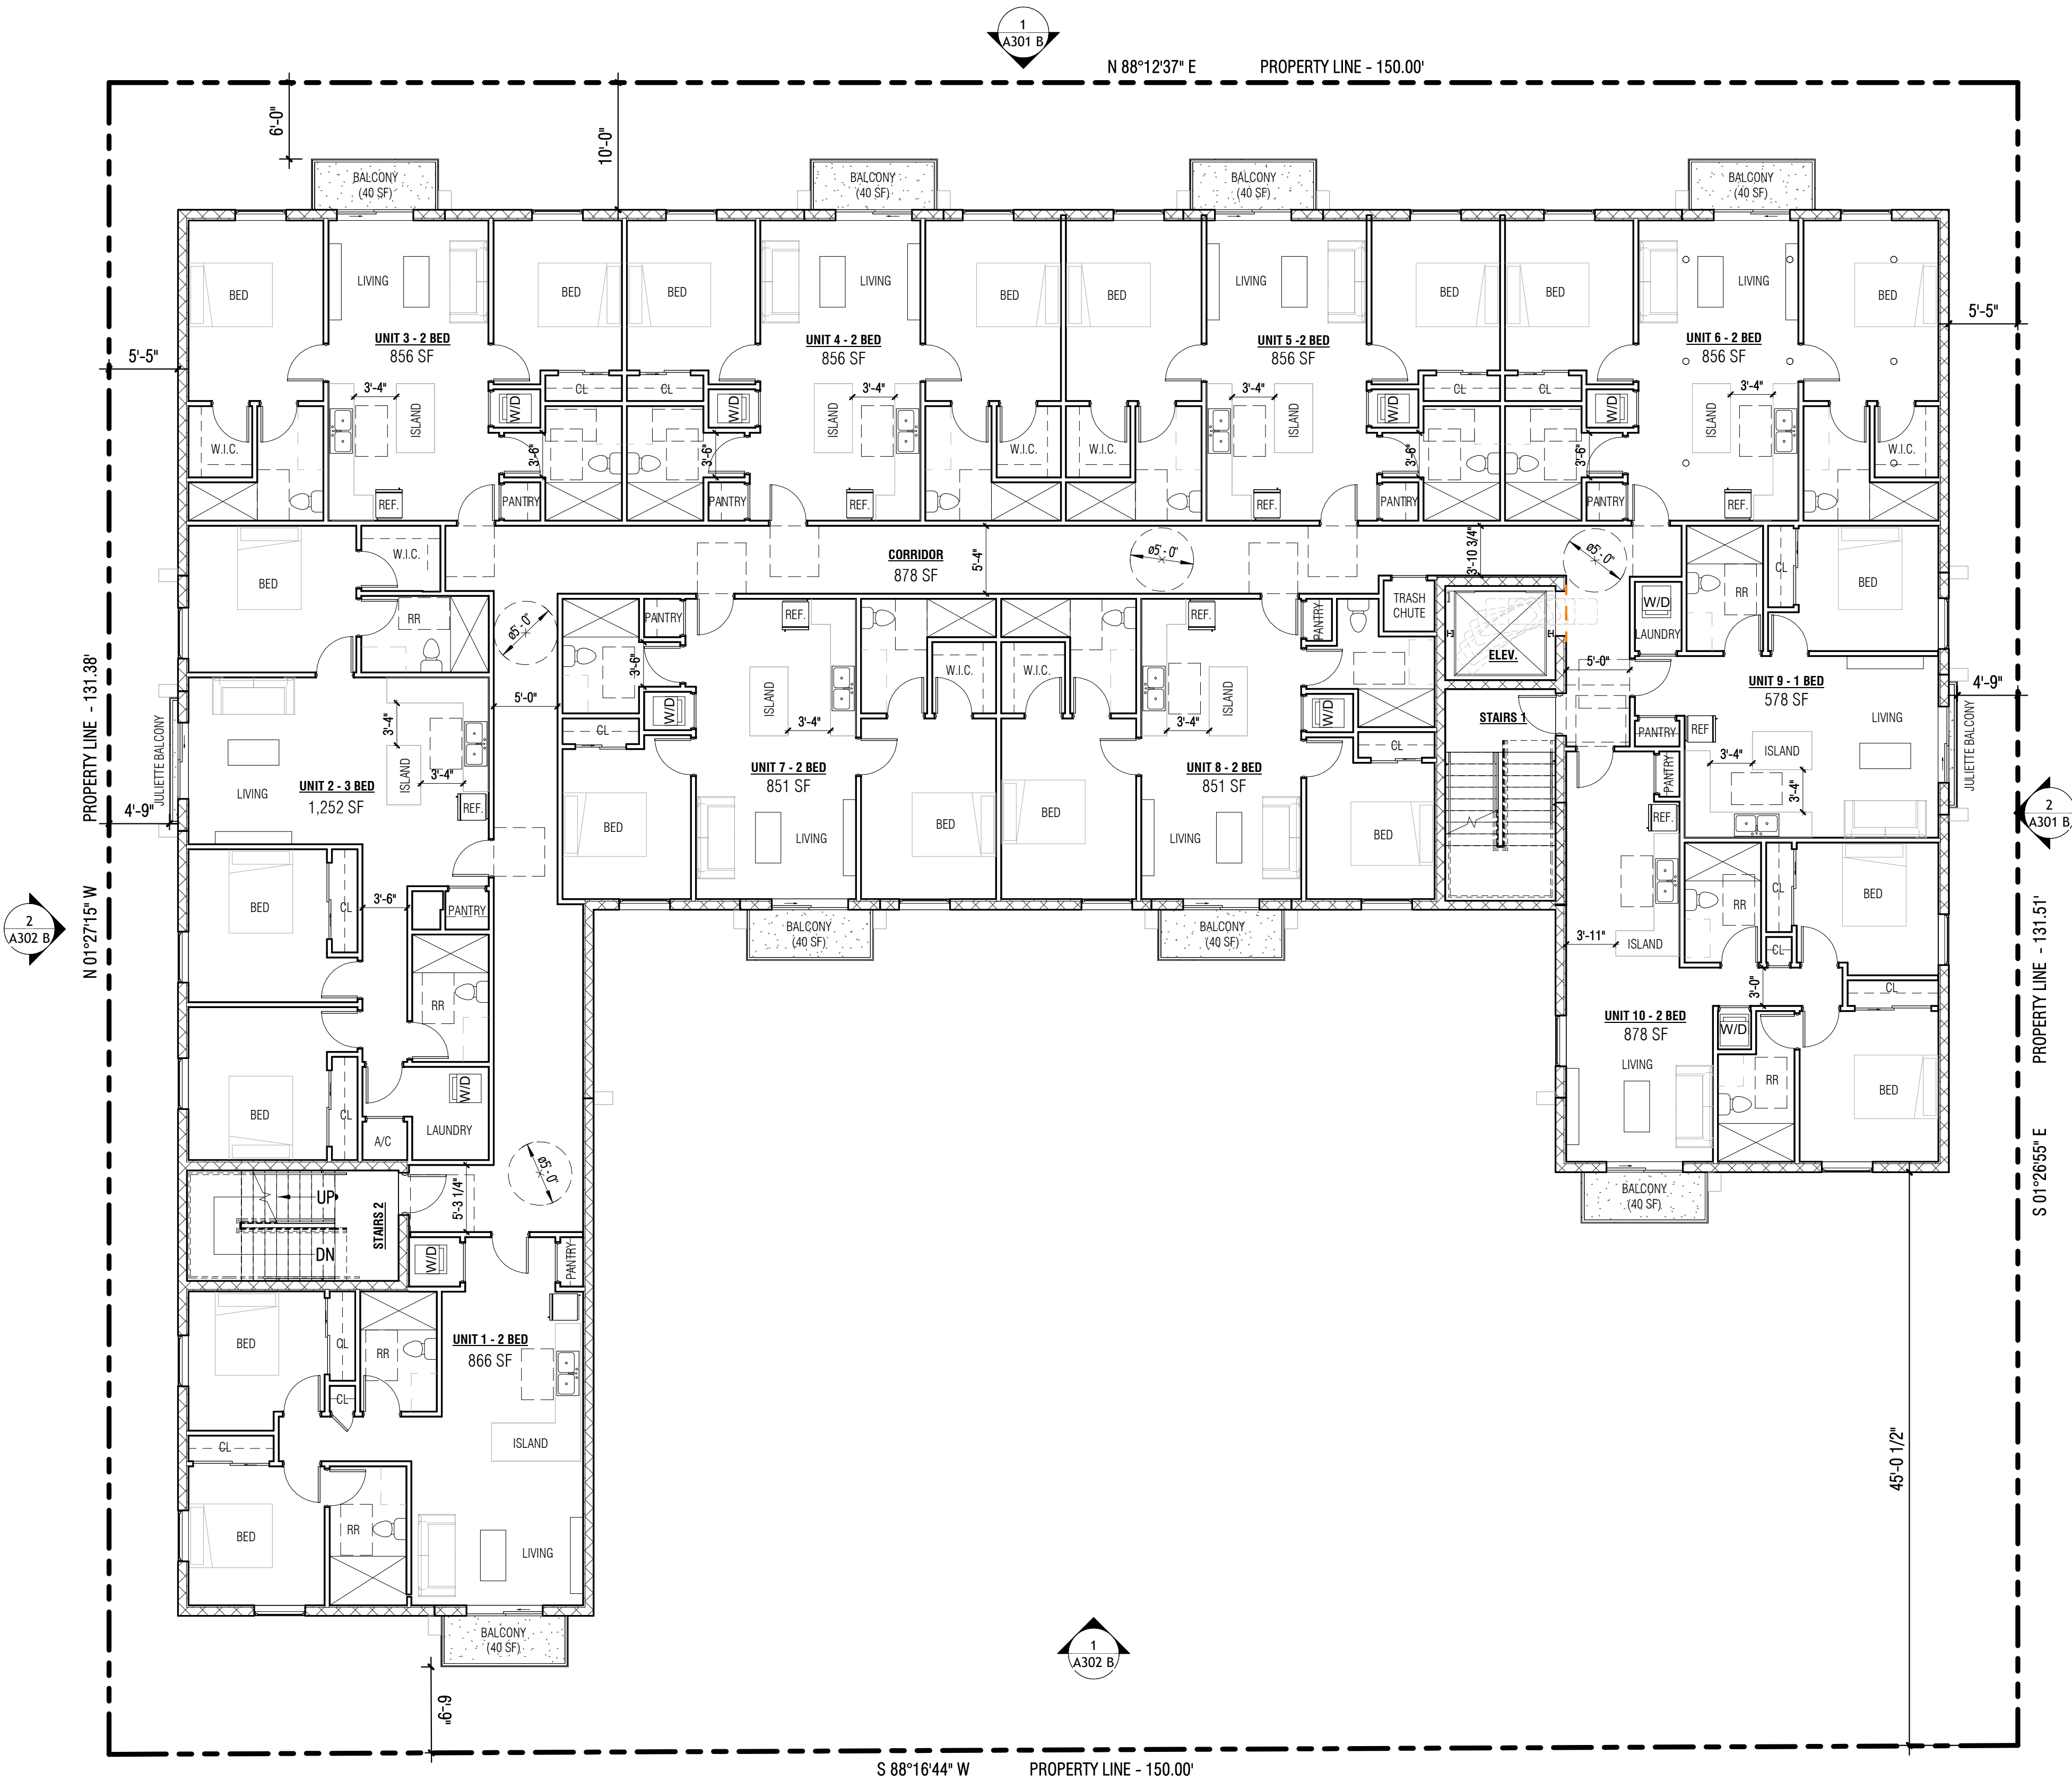 1
A301 B
N 88°12'37" E PROPERTY LINE - 150.00'
6'-0"
10'-0"
BALCONY
(40 SF)
BALCONY
(40 SF)
BALCONY
(40 SF)
BALCONY
(40 SF)
BED
LIVING
BED
BED
LIVING
BED
BED
LIVING
BED
BED
LIVING
BED
5'-5"
5'-5"
UNIT 3 - 2 BED
856 SF
UNIT 4 - 2 BED
856 SF
UNIT 5 -2 BED
856 SF
UNIT 6 - 2 BED
856 SF
3'-4"
CL
CL
3'-4"
3'-4"
CL
CL
3'-4"
ISLAND
W/D
W/D
ISLAND
ISLAND
W/D
W/D
ISLAND
W.I.C.
3'-6"
3'-6"
W.I.C.
W.I.C.
3'-6"
3'-6"
W.I.C.
REF.
PANTRY
PANTRY
REF.
REF.
PANTRY
PANTRY
REF.
CORRIDOR
878 SF
5'-4"
ø5'- 0"
3'-10 3/4"
ø5'- 0"
W.I.C.
BED
RR
ø5'- 0"
PANTRY
REF.
REF.
PANTRY
TRASH
CHUTE
ELEV.
W/D
LAUNDRY
RR
CL
BED
3'-6"
W.I.C.
W.I.C.
5'-0"
5'-0"
ISLAND
3'-4"
ISLAND
3'-4"
W/D
W/D
CL
CL
STAIRS 1
PANTRY
REF
UNIT 9 - 1 BED
578 SF
LIVING
ISLAND
3'-4"
3'-4"
4'-9"
JULIETTE BALCONY
PROPERTY LINE - 131.38'
JULIETTE BALCONY
4'-9"
3'-4"
3'-4"
ISLAND
REF.
LIVING
UNIT 2 - 3 BED
1,252 SF
UNIT 7 - 2 BED
851 SF
UNIT 8 - 2 BED
851 SF
BED
LIVING
BED
BED
LIVING
BED
PANTRY
REF.
2
A301 B
BED
CL
3'-6"
PANTRY
RR
CL
BED
CL
2
A302 B
N 01°27'15" W
BALCONY
(40 SF)
BALCONY
(40 SF)
3'-11"
ISLAND
3'-0"
CL
PROPERTY LINE - 131.51'
RR
UNIT 10 - 2 BED
878 SF
W/D
LIVING
RR
BED
BED
CL
W/D
LAUNDRY
A/C
ø5'- 0"
S 01°26'55" E
BALCONY
(40 SF)
UP
DN
STAIRS 2
5'-3 1/4"
W/D
PANTRY
BED
CL
RR
CL
UNIT 1 - 2 BED
866 SF
CL
ISLAND
BED
RR
LIVING
45'-0 1/2"
BALCONY
(40 SF)
1
A302 B
6'-9"
S 88°16'44" W PROPERTY LINE - 150.00'